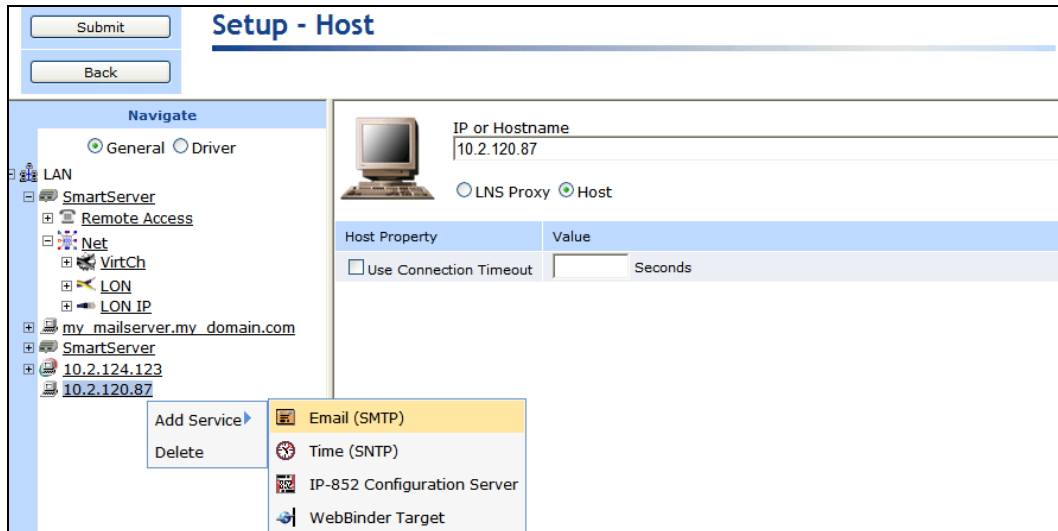 Submit
Back
Setup - Host
Navigate
General Driver
LAN
SmartServer
Remote Access
Net
VirtCh
LON
LON IP
my_mailserver.my_domain.com
SmartServer
10.2.124.123
10.2.120.87
IP or Hostname
10.2.120.87
LNS Proxy Host
Host Property Value
Use Connection Timeout Seconds
Add Service
Delete
Email (SMTP)
Time (SNTP)
IP-852 Configuration Server
WebBinder Target